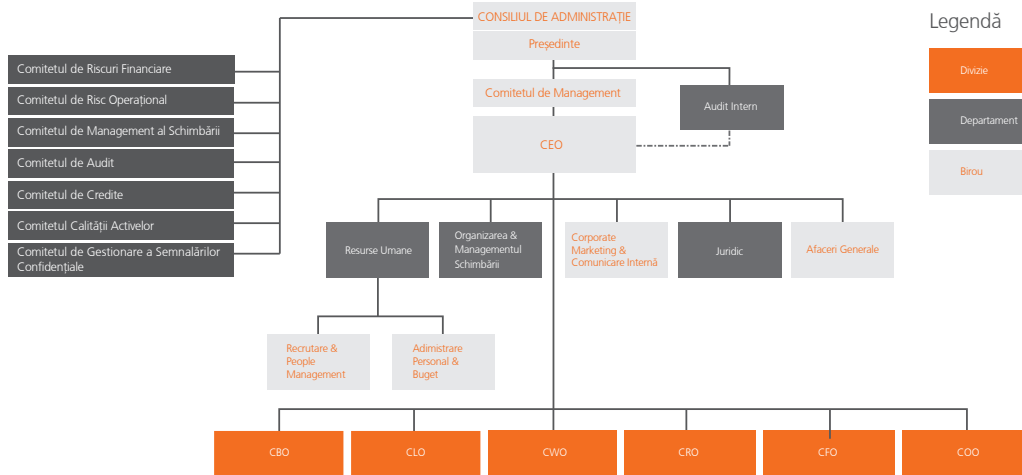 CONSILIUL DE ADMINISTRAȚIE
Președinte
Legendă
Divizie
Departament
Birou
Comitetul de Riscuri Financiare
Comitetul de Risc Operațional
Comitetul de Management al Schimbării
Comitetul de Audit
Comitetul de Credite
Comitetul Calității Activelor
Comitetul de Gestionare a Semnalărilor
Confidențiale
Comitetul de Management
Audit Intern
CEO
Resurse Umane
Organizarea &
Managementul
Schimbării
Corporate
Marketing &
Comunicare Internă
Juridic
Afaceri Generale
Recrutare &
People
Management
Adimistrare
Personal &
Buget
CBO
CLO
CWO
CRO
CFO
COO